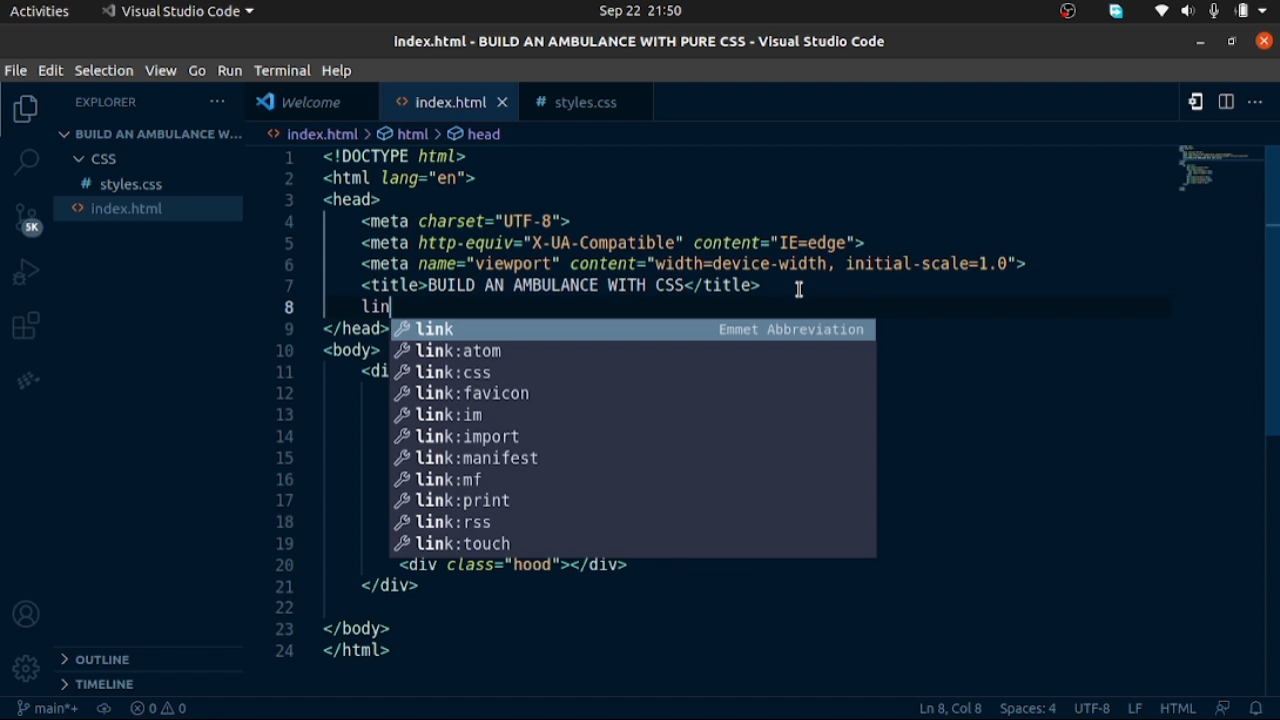 Activities Visual Studio Code Sep 22 21:50
index.html - BUILD AN AMBULANCE WITH PURE CSS - Visual Studio Code
File Edit Selection View Go Run Terminal Help
EXPLORER ... Welcome <> index.html # styles.css ...
BUILD AN AMBULANCE W... <> index.html > html > head
CSS
# styles.css
<> index.html
5K
1 <!DOCTYPE html>
2 <html lang="en">
3 <head>
4 <meta charset="UTF-8">
5 <meta http-equiv="X-UA-Compatible" content="IE=edge">
6 <meta name="viewport" content="width=device-width, initial-scale=1.0">
7 <title>BUILD AN AMBULANCE WITH CSS</title>
8 lin
9 </head>
10 <body>
11 <di
12
13
14
15
16
17
18
19
20 <div class="hood"></div>
21 </div>
22
23 </body>
24 </html>
link Emmet Abbreviation
link:atom
link:css
link:favicon
link:im
link:import
link:manifest
link:mf
link:print
link:rss
link:touch
OUTLINE
TIMELINE
main*+ 0 0 Ln 8, Col 8 Spaces: 4 UTF-8 LF HTML